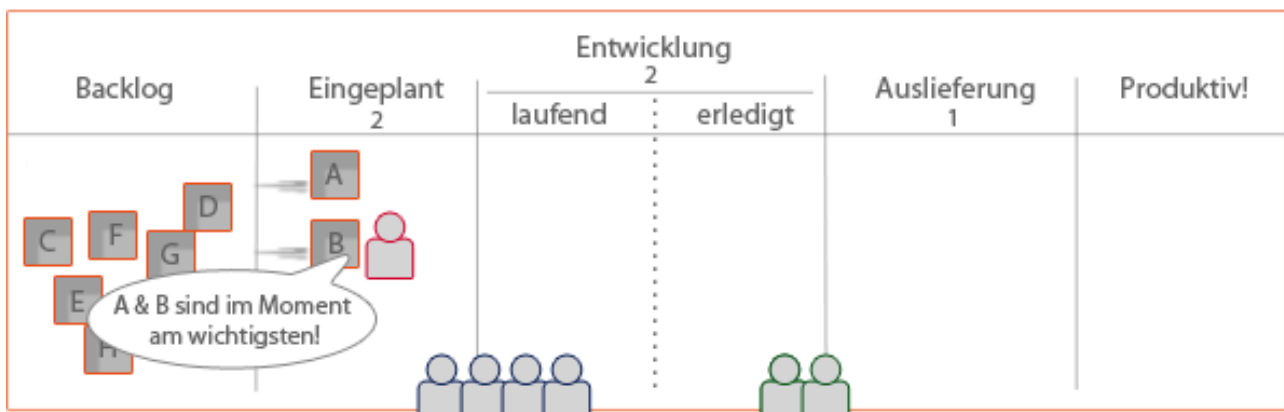 Entwicklung
2
Backlog
Eingeplant
2
Auslieferung
1
Produktiv!
laufend
erledigt
A
D
C
F
G
B
E
H
A & B sind im Moment
am wichtigsten!